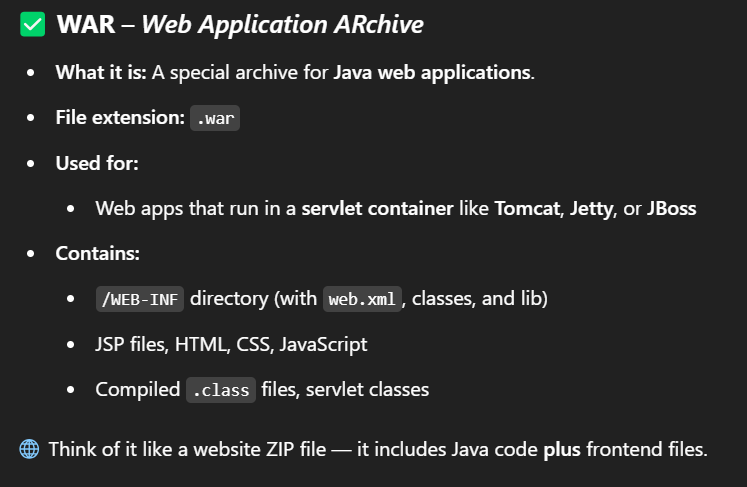 ✅ WAR – Web Application ARchive
• What it is: A special archive for Java web applications.
• File extension: .war
• Used for:
• Web apps that run in a servlet container like Tomcat, Jetty, or JBoss
• Contains:
• /WEB-INF directory (with web.xml, classes, and lib)
• JSP files, HTML, CSS, JavaScript
• Compiled .class files, servlet classes
🌐 Think of it like a website ZIP file — it includes Java code plus frontend files.